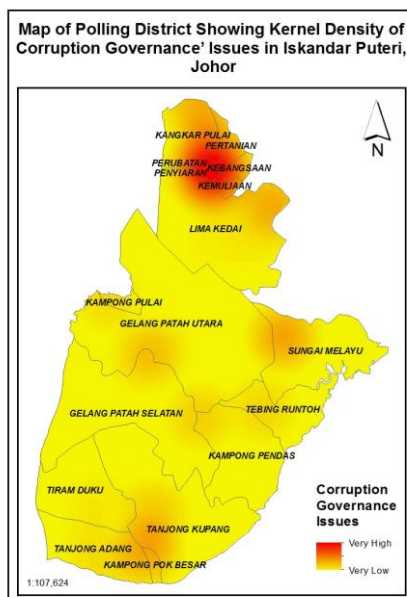 Map of Polling District Showing Kernel Density of
Corruption Governance' Issues in Iskandar Puteri,
Johor
N
KANGKAR PULAI
PERTANIAN
PERUBATAN
KEBANGSAAN
PENYIARAN
KEMULIAAN
LIMA KEDAI
KAMPONG PULAI
GELANG PATAH UTARA
SUNGAI MELAYU
GELANG PATAH SELATAN
TEBING RUNTOH
KAMPONG PENDAS
TIRAM DUKU
TANJONG KUPANG
TANJONG ADANG
KAMPONG POK BESAR
Corruption
Governance
Issues
Very High
Very Low
1:107,624